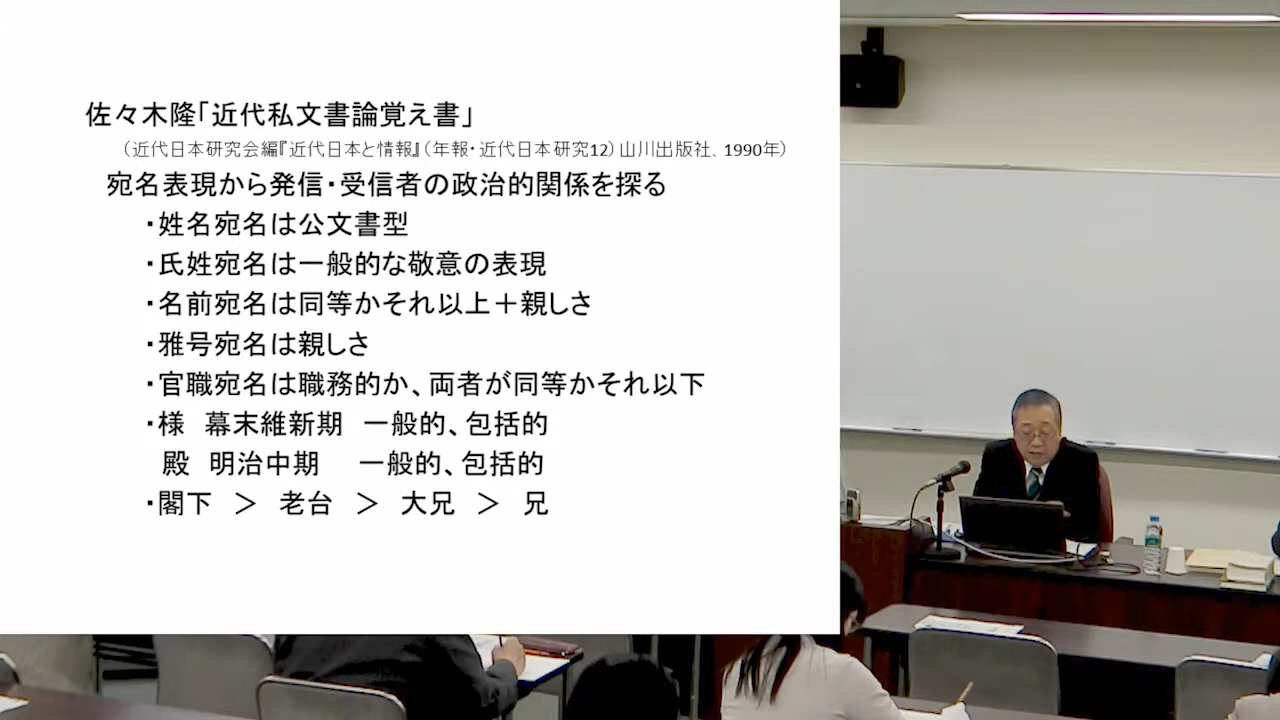 佐々木隆「近代私文書論覚え書」
（近代日本研究会編『近代日本と情報』（年報・近代日本研究12）山川出版社、1990年）
宛名表現から発信・受信者の政治的関係を探る
・姓名宛名は公文書型
・氏姓宛名は一般的な敬意の表現
・名前宛名は同等かそれ以上＋親しさ
・雅号宛名は親しさ
・官職宛名は職務的か、両者が同等かそれ以下
・様　幕末維新期　一般的、包括的
殿　明治中期　一般的、包括的
・閣下　＞　老台　＞　大兄　＞　兄